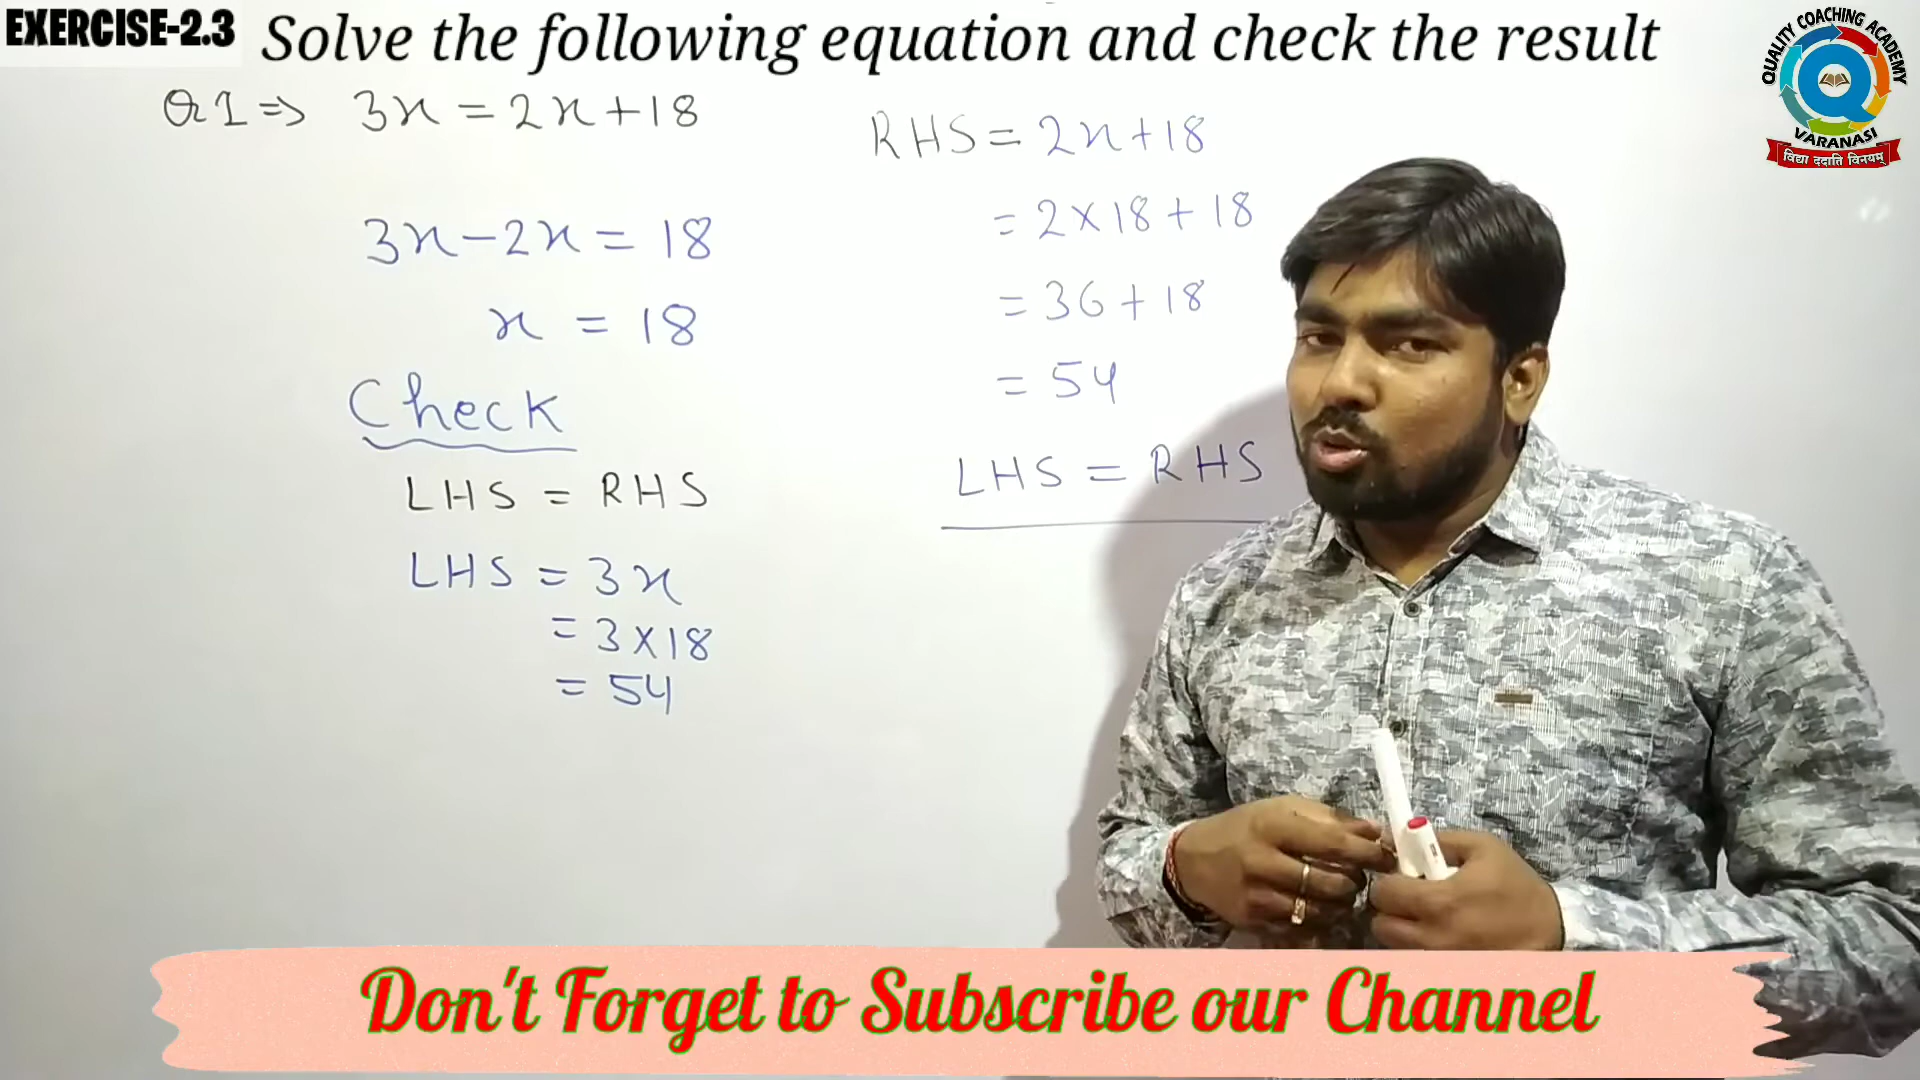 EXERCISE-2.3
Solve the following equation and check the result
Q1 => 3x = 2x + 18
3x - 2x = 18
x = 18
Check
LHS = RHS
LHS = 3x
= 3 × 18
= 54
RHS = 2x + 18
= 2 × 18 + 18
= 36 + 18
= 54
LHS = RHS
QUALITY COACHING ACADEMY
VARANASI
विद्या ददाति विनयम्
Don't Forget to Subscribe our Channel